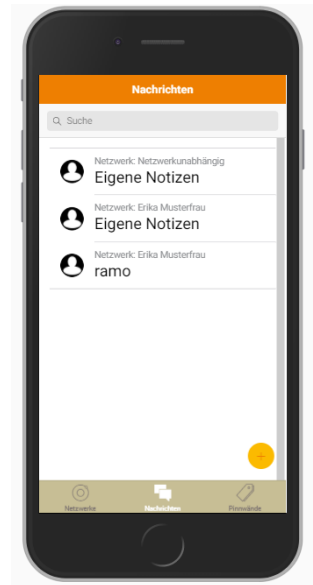 Nachrichten
Suche
Netzwerk: Netzwerkunabhängig
Eigene Notizen
Netzwerk: Erika Musterfrau
Eigene Notizen
Netzwerk: Erika Musterfrau
ramo
+
Netzwerke Nachrichten Pinnwände